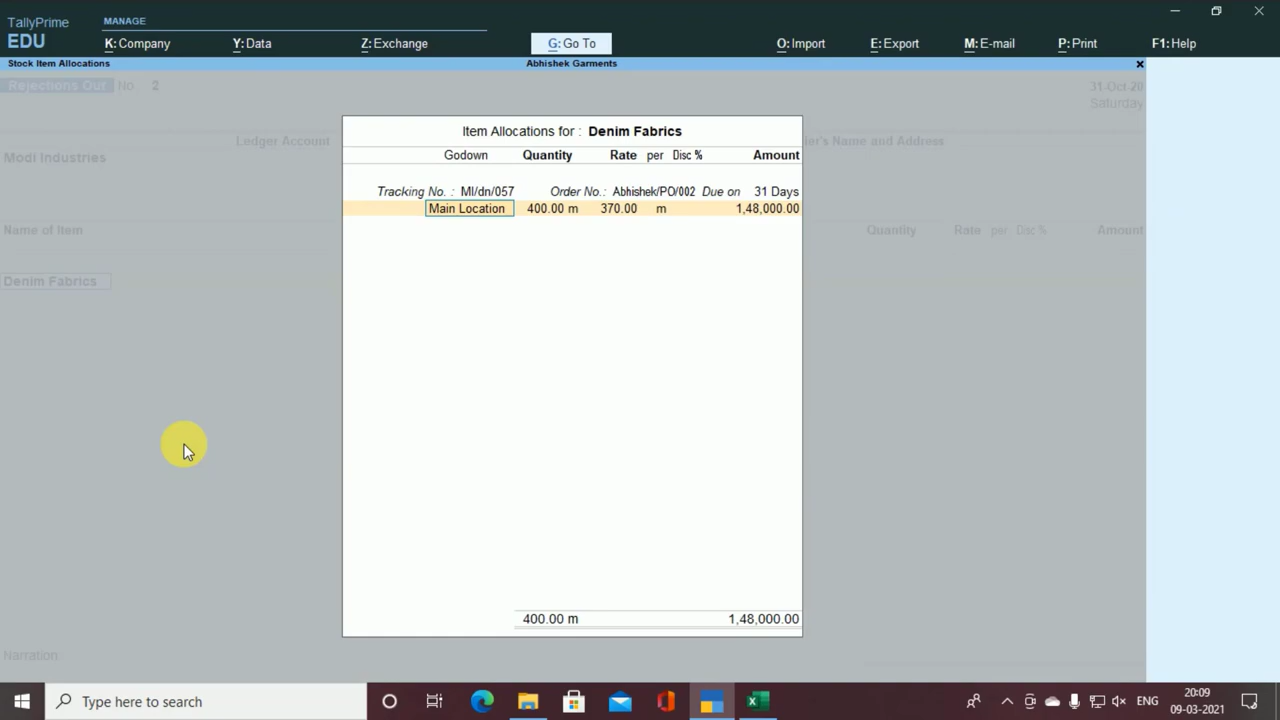 TallyPrime
EDU
MANAGE
K: Company Y: Data Z: Exchange G: Go To O: Import E: Export M: E-mail P: Print F1: Help
Stock Item Allocations Abhishek Garments
Rejections Out No 2 31-Oct-20
Saturday
Ledger Account er's Name and Address
Modi Industries
Name of Item Quantity Rate per Disc % Amount
Denim Fabrics
Item Allocations for : Denim Fabrics
Godown Quantity Rate per Disc % Amount
Tracking No. : MI/dn/057 Order No.: Abhishek/PO/002 Due on 31 Days
Main Location 400.00 m 370.00 m 1,48,000.00
400.00 m 1,48,000.00
Narration
Type here to search
ENG
20:09
09-03-2021